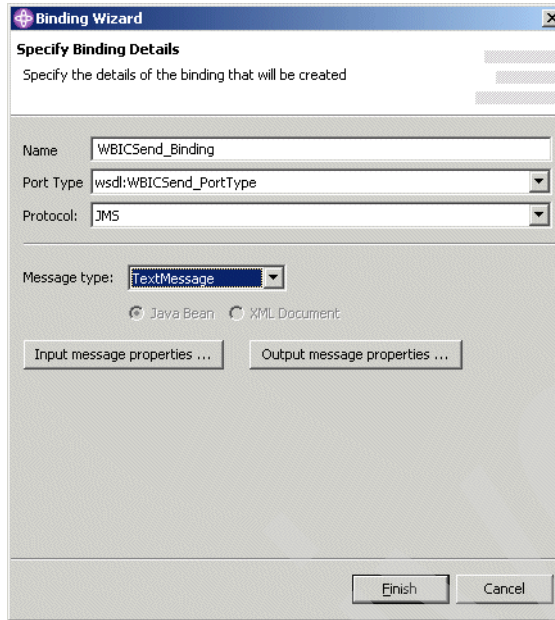 Binding Wizard
Specify Binding Details
Specify the details of the binding that will be created
Name WBICSend_Binding
Port Type wsdl:WBICSend_PortType
Protocol: JMS
Message type: TextMessage
Java Bean XML Document
Input message properties ... Output message properties ...
Finish Cancel